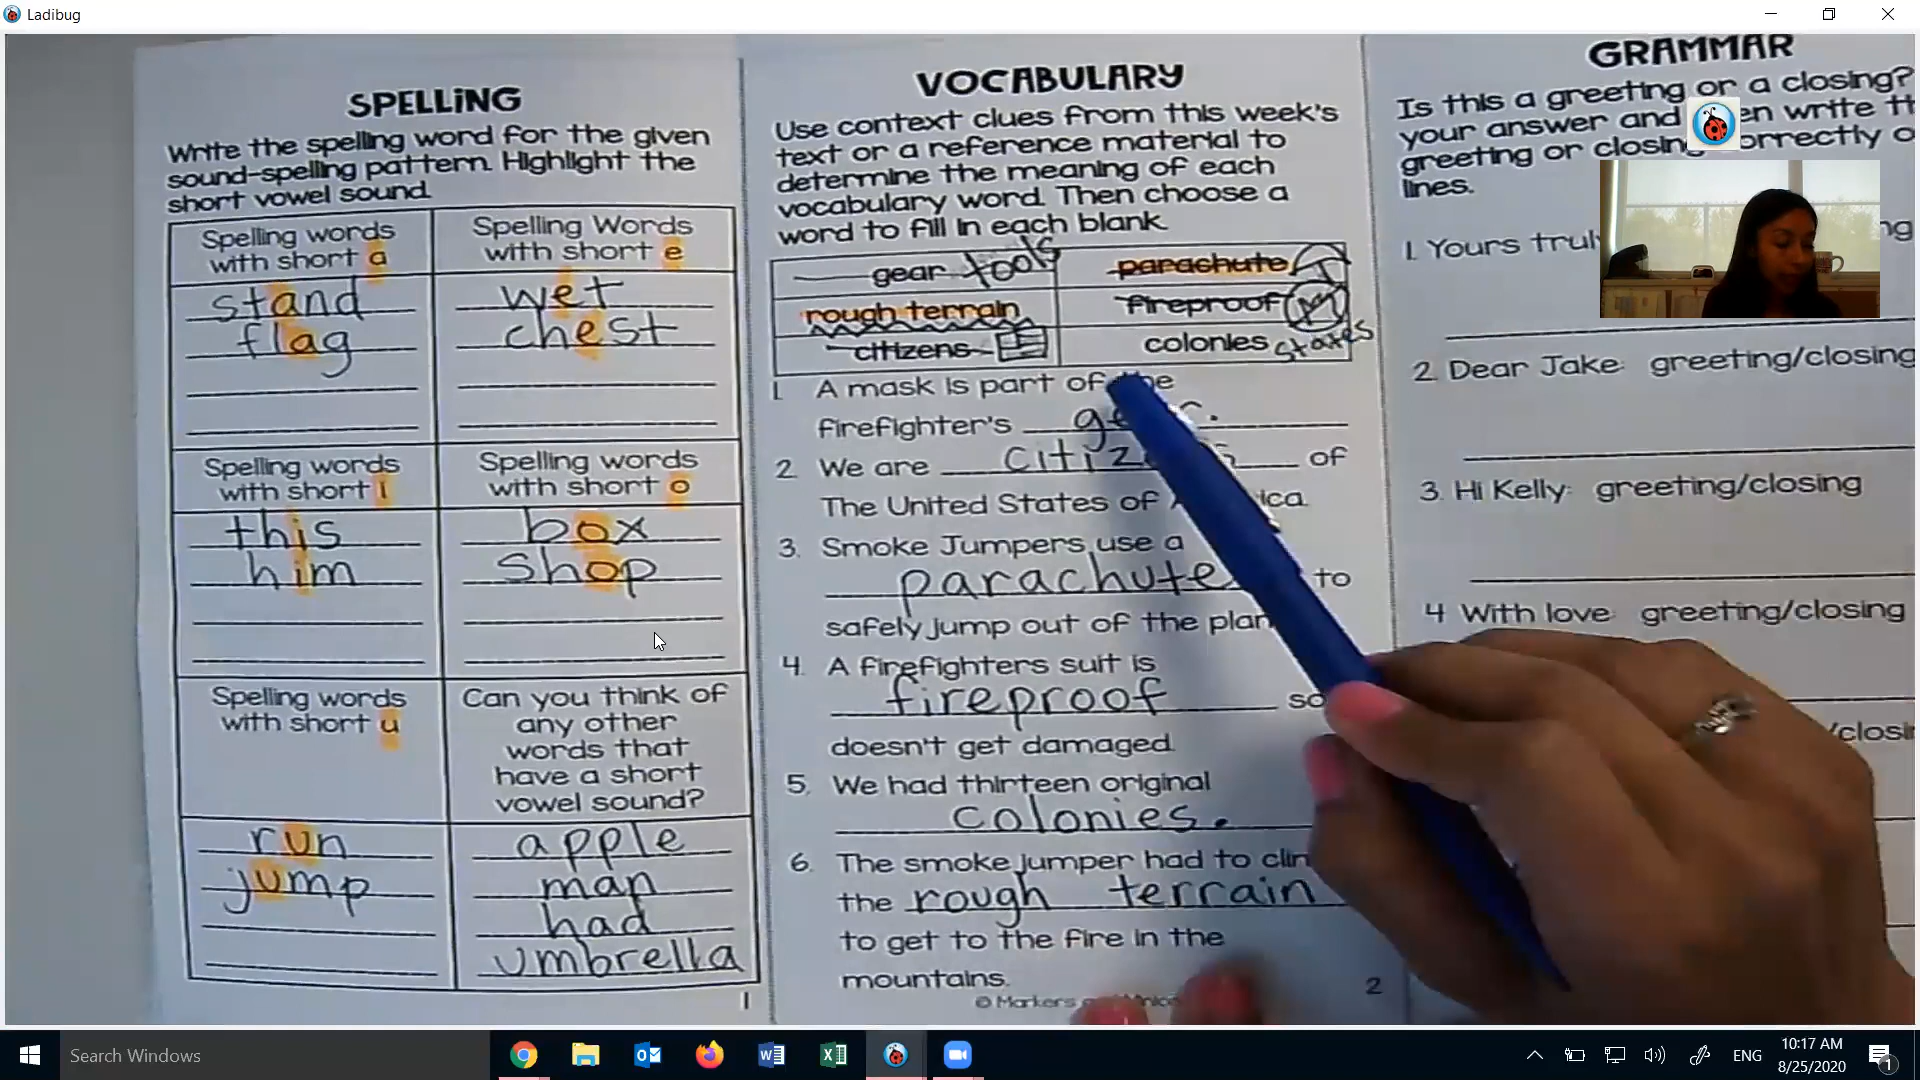 Ladibug
SPELLING
Write the spelling word for the given
sound-spelling pattern. Highlight the
short vowel sound.
Spelling words
with short a
Spelling Words
with short e
stand
flag
wet
chest
Spelling words
with short i
Spelling words
with short o
this
him
box
shop
Spelling words
with short u
Can you think of
any other
words that
have a short
vowel sound?
run
jump
apple
map
had
umbrella
1
VOCABULARY
Use context clues from this week's
text or a reference material to
determine the meaning of each
vocabulary word. Then choose a
word to fill in each blank.
gear tools
parachute
rough terrain
fireproof
citizens
colonies states
1. A mask is part of the
firefighter's
2. We are of
The United States of
3. Smoke Jumpers use a
parachute to
safely jump out of the
4. A firefighters suit is
fireproof so
doesn't get damaged.
5. We had thirteen original
colonies.
6. The smoke jumper had to
the rough terrain
to get to the fire in the
mountains.
© Markers
2
GRAMMAR
Is this a greeting or a closing?
your answer and write
greeting or closing correctly
lines.
1. Yours
2. Dear Jake: greeting/closing
3. Hi Kelly: greeting/closing
4 With love: greeting/closing
Search Windows
ENG
10:17 AM
8/25/2020
1